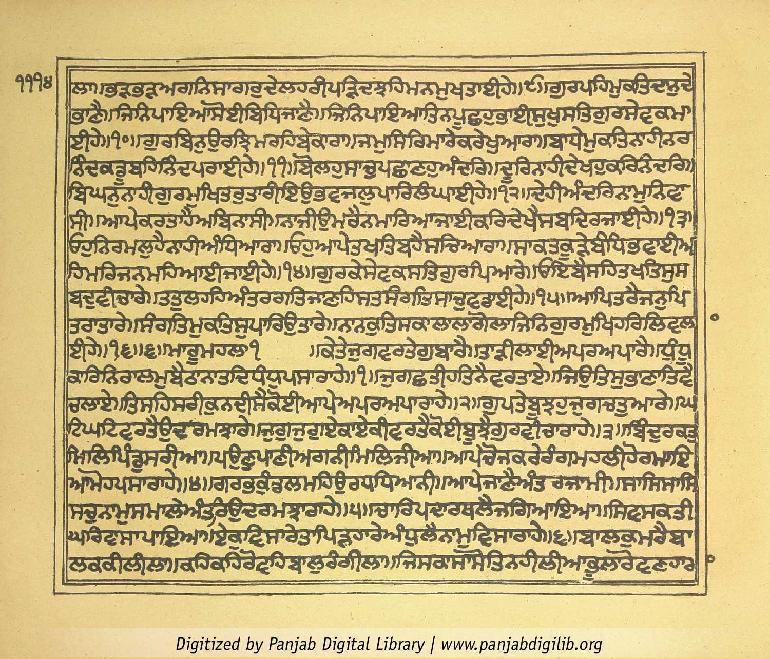 ੧੧੧੪
ਲਾ॥ਭੜਭੜਅਗਨਿਸਾਗਰੁਦੇਲਹਰੀਪੜਿਦਝਹਿਮਨਮੁਖਤਾਈਹੇ॥੯॥ਗੁਰਪਹਿਮੁਕਤਿਦਾਨੁਦੇ
ਭਾਣੈ॥ਜਿਨਿਪਾਇਆਸੋਈਬਿਧਿਜਾਣੈ॥ਜਿਨਿਪਾਇਆਤਿਨਪੂਛਹੁਭਾਈਸੁਖੁਸਤਿਗੁਰਸੇਵਕਮਾ
ਈਹੇ॥੧੦॥ਗੁਰਬਿਨੁਉਰਝਿਮਰਹਿਬੇਕਾਰਾ॥ਜਮੁਸਿਰਿਮਾਰੇਕਰੇਖੁਆਰਾ॥ਬਾਧੇਮੁਕਤਿਨਾਹੀਨਰ
ਨਿੰਦਕਡੂਬਹਿਨਿੰਦਪਰਾਈਹੇ॥੧੧॥ਬੋਲਹੁਸਾਚੁਪਛਾਣਹੁਅੰਦਰਿ॥ਦੂਰਿਨਾਹੀਦੇਖਹੁਕਰਿਨੰਦਰਿ॥
ਬਿਘਨੁਨਾਹੀਗੁਰਮੁਖਿਤਰੁਤਾਰੀਇਉਭਵਜਲੁਪਾਰਿਲੰਘਾਈਹੇ॥੧੨॥ਦੇਹੀਅੰਦਰਿਨਾਮੁਨਿਵਾ
ਸੀ॥ਆਪੇਕਰਤਾਹੈਅਬਿਨਾਸੀ॥ਨਾਜੀਉਮਰੈਨਮਾਰਿਆਜਾਈਕਰਿਦੇਖੈਸਬਦਿਰਜਾਈਹੇ॥੧੩॥
ਓਹੁਨਿਰਮਲੁਹੈਨਾਹੀਅੰਧਿਆਰਾ॥ਓਹੁਆਪੇਤਖਤਿਬਹੈਸਚਿਆਰਾ॥ਸਾਕਤਕੂੜੇਬੰਧਿਭਵਾਈਅ
ਹਿਮਰਿਜਨਮਹਿਆਈਜਾਈਹੇ॥੧੪॥ਗੁਰਕੇਸੇਵਕਸਤਿਗੁਰਪਿਆਰੇ॥ਓਇਬੈਸਹਿਤਖਤਿਸੁਸ
ਬਦੁਵੀਚਾਰੇ॥ਤਤੁਲਹਹਿਅੰਤਰਗਤਿਜਾਣਹਿਸਤਸੰਗਤਿਸਾਚੁਵਡਾਈਹੇ॥੧੫॥ਆਪਿਤਰੈਜਨੁਪਿ
ਤਰਾਤਾਰੇ॥ਸੰਗਤਿਮੁਕਤਿਸੁਪਾਰਿਉਤਾਰੇ॥ਨਾਨਕੁਤਿਸਕਾਲਾਲਾਗੋਲਾਜਿਨਿਗੁਰਮੁਖਿਹਰਿਲਿਵਲਾ
ਈਹੇ॥੧੬॥੬॥ਮਾਰੂਮਹਲਾ੧ ॥ਕੇਤੇਜੁਗਵਰਤੇਗੁਬਾਰੈ॥ਤਾੜੀਲਾਈਅਪਰਅਪਾਰੈ॥ਧੁੰਧੂ
ਕਾਰਿਨਿਰਾਲਮੁਬੈਠਾਨਾਤਦਿਧੰਧੁਪਸਾਰਾਹੇ॥੧॥ਜੁਗਛਤੀਹਤਿਨੈਵਰਤਾਏ॥ਜਿਉਤਿਸੁਭਾਣਾਤਿਵੈ
ਚਲਾਏ॥ਤਿਸਹਿਸਰੀਕੁਨਦੀਸੈਕੋਈਆਪੇਅਪਰਅਪਾਰਾਹੇ॥੨॥ਗੁਪਤੇਬੂਝਹੁਜੁਗਚਤੁਆਰੇ॥ਘ
ਟਿਘਟਿਵਰਤੈਉਦਰਮਝਾਰੇ॥ਜੁਗੁਜੁਗੁਏਕਾਏਕੀਵਰਤੈਕੋਈਬੂਝੈਗੁਰਵੀਚਾਰਾਹੇ॥੩॥ਬਿੰਦੁਰਕਤੁ
ਮਿਲਿਪਿੰਡੁਸਰੀਆ॥ਪਉਣੁਪਾਣੀਅਗਨੀਮਿਲਿਜੀਆ॥ਆਪੇਚੋਜਕਰੇਰੰਗਮਹਲੀਹੋਰਮਾਇ
ਆਮੋਹਪਸਾਰਾਹੇ॥੪॥ਗਰਭਕੁੰਡਲਮਹਿਉਰਧਧਿਆਨੀ॥ਆਪੇਜਾਣੈਅੰਤਰਜਾਮੀ॥ਸਾਸਿਸਾਸਿ
ਸਚੁਨਾਮੁਸਮਾਲੇਅੰਤਰਿਉਦਰਮਝਾਰਾਹੇ॥੫॥ਚਾਰਿਪਦਾਰਥਲੈਜਗਿਆਇਆ॥ਸਿਵਸਕਤੀ
ਘਰਿਵਾਸਾਪਾਇਆ॥ਏਕੁਵਿਸਾਰੇਤਾਪਿੜਹਾਰੇਅੰਧੁਲੈਨਾਮੁਵਿਸਾਰਾਹੇ॥੬॥ਬਾਲਕੁਮਰੈਬਾ
ਲਕਕੀਲੀਲਾ॥ਕਹਿਕਹਿਰੋਵਹਿਬਾਲੁਰੰਗੀਲਾ॥ਜਿਸਕਾਸਾਸੋਤਿਨਹੀਲੀਆਭੂਲਾਰੋਵਣਹਾਰਾ
Digitized by Panjab Digital Library | www.panjabdigilib.org